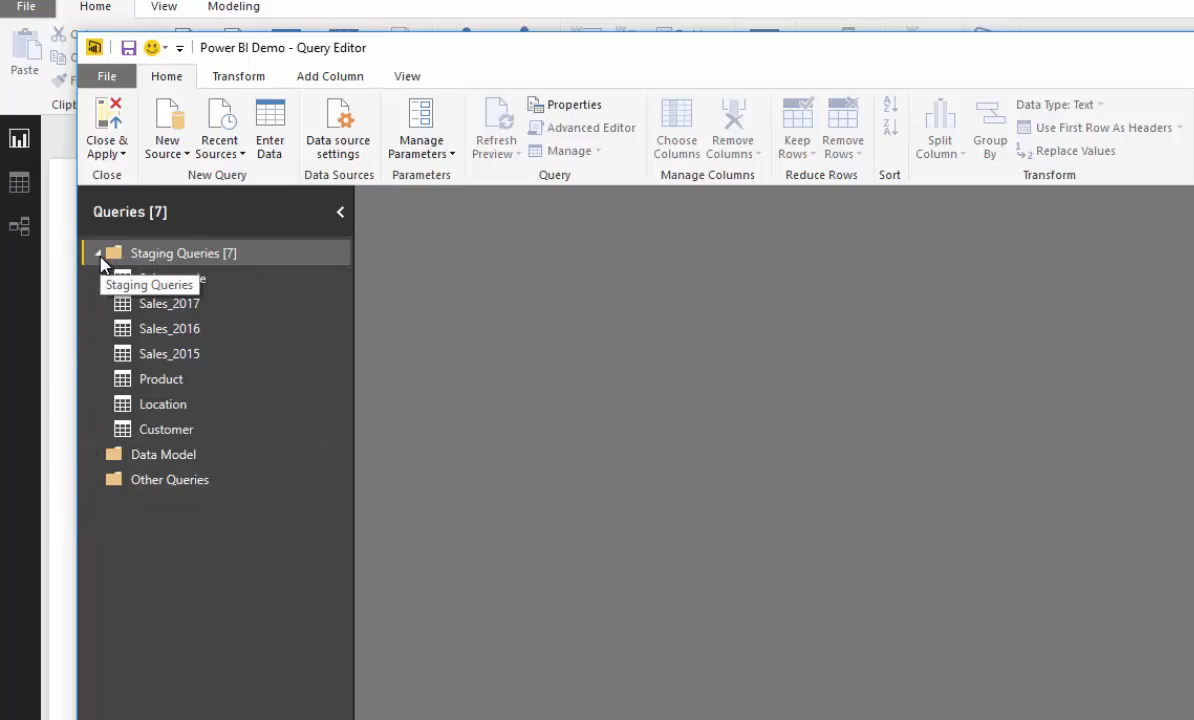 File Home View Modeling
Paste
Power BI Demo - Query Editor
File Home Transform Add Column View
Close & Apply
New Source
Recent Sources
Enter Data
Data source settings
Manage Parameters
Refresh Preview
Properties
Advanced Editor
Manage
Choose Columns
Remove Columns
Keep Rows
Remove Rows
Split Column
Group By
Data Type: Text
Use First Row As Headers
Replace Values
Close New Query Data Sources Parameters Query Manage Columns Reduce Rows Sort Transform
Queries [7]
Staging Queries [7]
Staging Queries
Sales_2017
Sales_2016
Sales_2015
Product
Location
Customer
Data Model
Other Queries